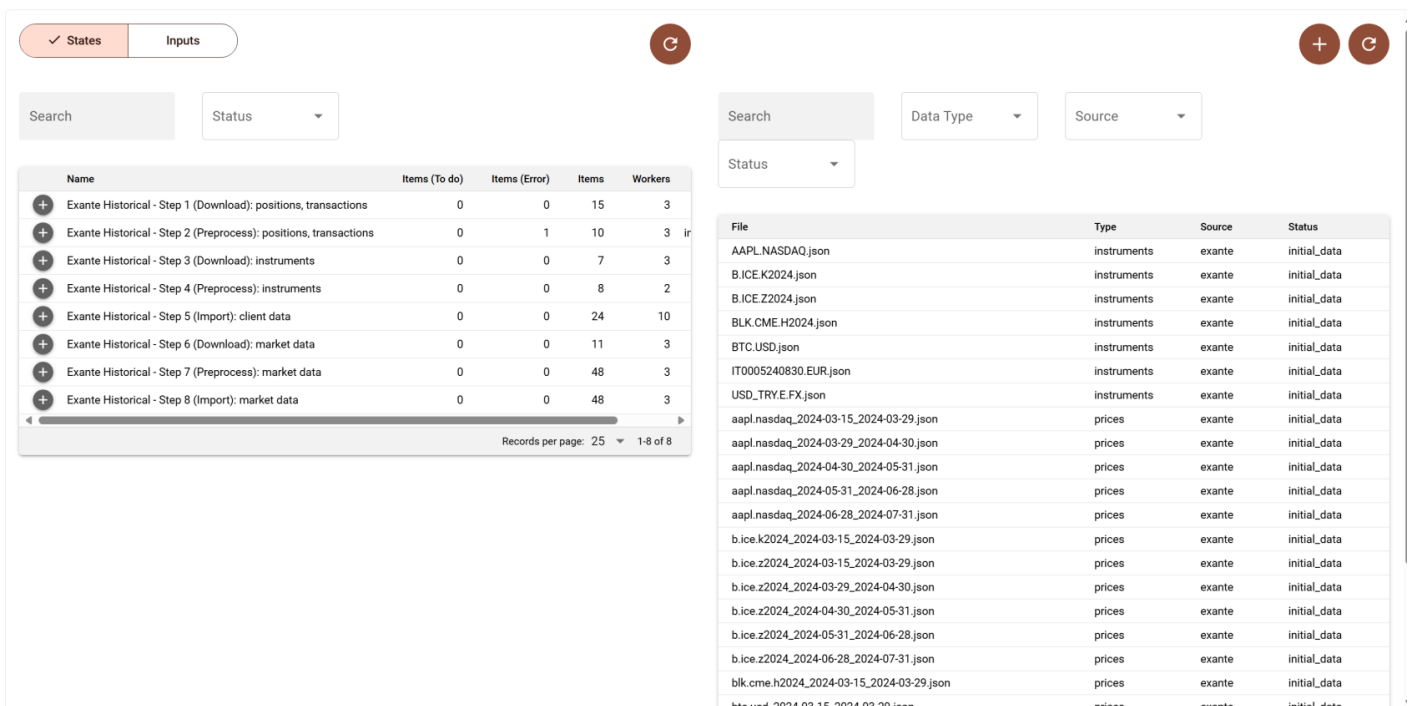 States Inputs
Search Status
Name Items (To do) Items (Error) Items Workers
Exante Historical - Step 1 (Download): positions, transactions 0 0 15 3
Exante Historical - Step 2 (Preprocess): positions, transactions 0 1 10 3
Exante Historical - Step 3 (Download): instruments 0 0 7 3
Exante Historical - Step 4 (Preprocess): instruments 0 0 8 2
Exante Historical - Step 5 (Import): client data 0 0 24 10
Exante Historical - Step 6 (Download): market data 0 0 11 3
Exante Historical - Step 7 (Preprocess): market data 0 0 48 3
Exante Historical - Step 8 (Import): market data 0 0 48 3
Records per page: 25 1-8 of 8
Search Data Type Source
Status
File Type Source Status
AAPL.NASDAQ.json instruments exante initial_data
B.ICE.K2024.json instruments exante initial_data
B.ICE.Z2024.json instruments exante initial_data
BLK.CME.H2024.json instruments exante initial_data
BTC.USD.json instruments exante initial_data
IT0005240830.EUR.json instruments exante initial_data
USD_TRY.E.FX.json instruments exante initial_data
aapl.nasdaq_2024-03-15_2024-03-29.json prices exante initial_data
aapl.nasdaq_2024-03-29_2024-04-30.json prices exante initial_data
aapl.nasdaq_2024-04-30_2024-05-31.json prices exante initial_data
aapl.nasdaq_2024-05-31_2024-06-28.json prices exante initial_data
aapl.nasdaq_2024-06-28_2024-07-31.json prices exante initial_data
b.ice.k2024_2024-03-15_2024-03-29.json prices exante initial_data
b.ice.z2024_2024-03-15_2024-03-29.json prices exante initial_data
b.ice.z2024_2024-03-29_2024-04-30.json prices exante initial_data
b.ice.z2024_2024-04-30_2024-05-31.json prices exante initial_data
b.ice.z2024_2024-05-31_2024-06-28.json prices exante initial_data
b.ice.z2024_2024-06-28_2024-07-31.json prices exante initial_data
blk.cme.h2024_2024-03-15_2024-03-29.json prices exante initial_data